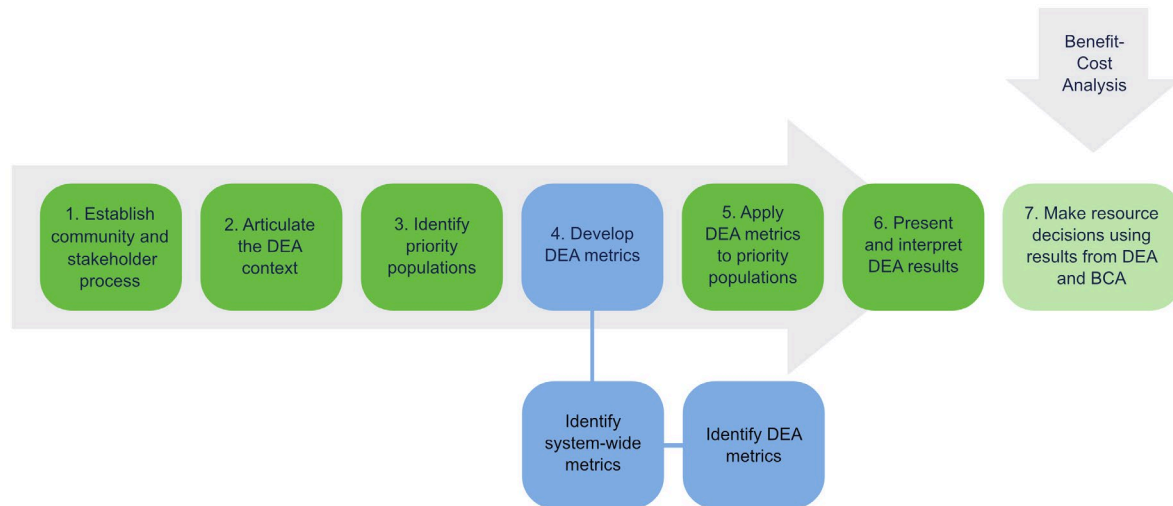 Benefit-
Cost
Analysis
1. Establish
community and
stakeholder
process
2. Articulate
the DEA
context
3. Identify
priority
populations
4. Develop
DEA metrics
5. Apply
DEA metrics
to priority
populations
6. Present
and interpret
DEA results
7. Make resource
decisions using
results from DEA
and BCA
Identify
system-wide
metrics
Identify DEA
metrics